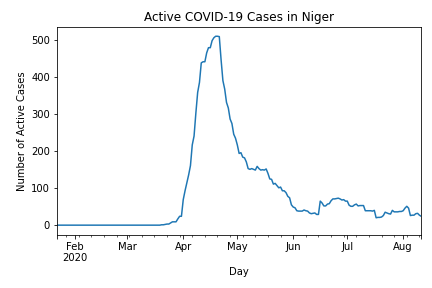 Active COVID-19 Cases in Niger
Number of Active Cases
500
400
300
200
100
0
Feb
2020
Mar
Apr
May
Jun
Jul
Aug
Day